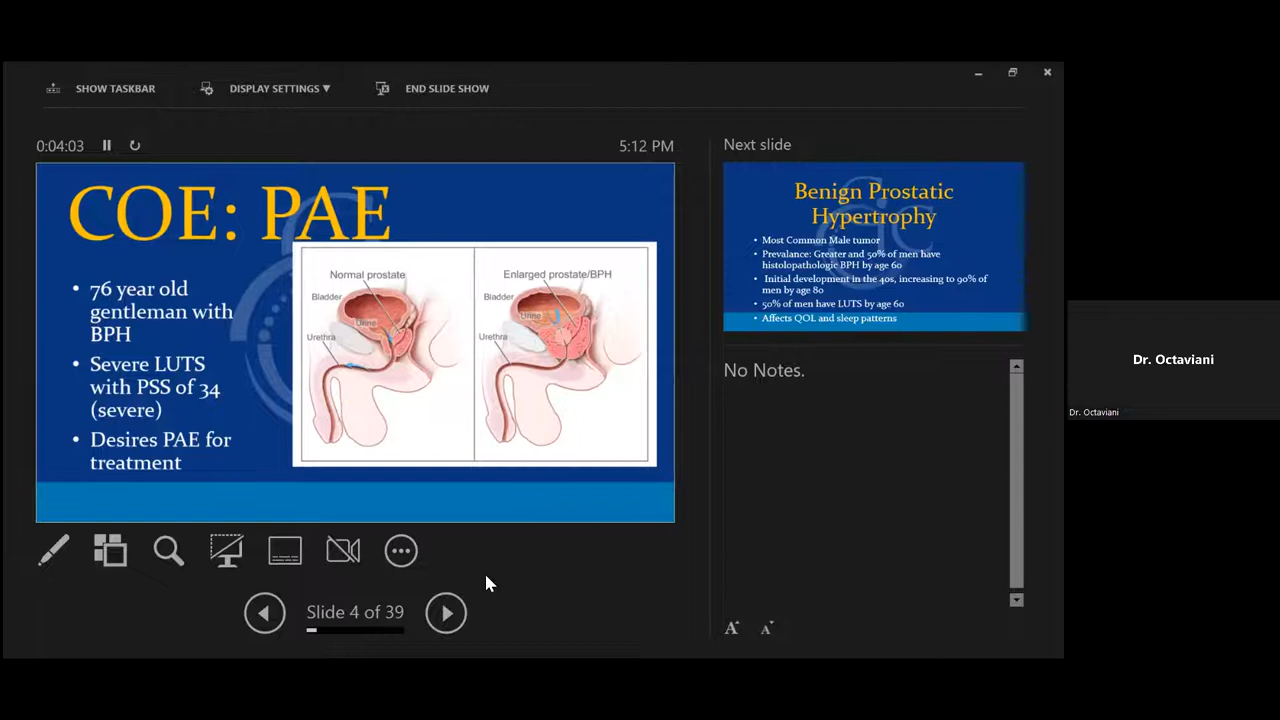 SHOW TASKBAR
DISPLAY SETTINGS ▼
END SLIDE SHOW
0:04:03
5:12 PM
COE: PAE
• 76 year old
gentleman with
BPH
• Severe LUTS
with PSS of 34
(severe)
• Desires PAE for
treatment
Normal prostate
Bladder
Urine
Urethra
Enlarged prostate/BPH
Bladder
Urine
Urethra
Slide 4 of 39
Next slide
Benign Prostatic
Hypertrophy
• Most Common Male tumor
• Prevalance: Greater and 50% of men have
histopathologic BPH by age 60
• Initial development in the 40s, increasing to 90% of
men by age 80
• 50% of men have LUTS by age 60
• Affects QOL and sleep patterns
No Notes.
A A
Dr. Octaviani
Dr. Octaviani